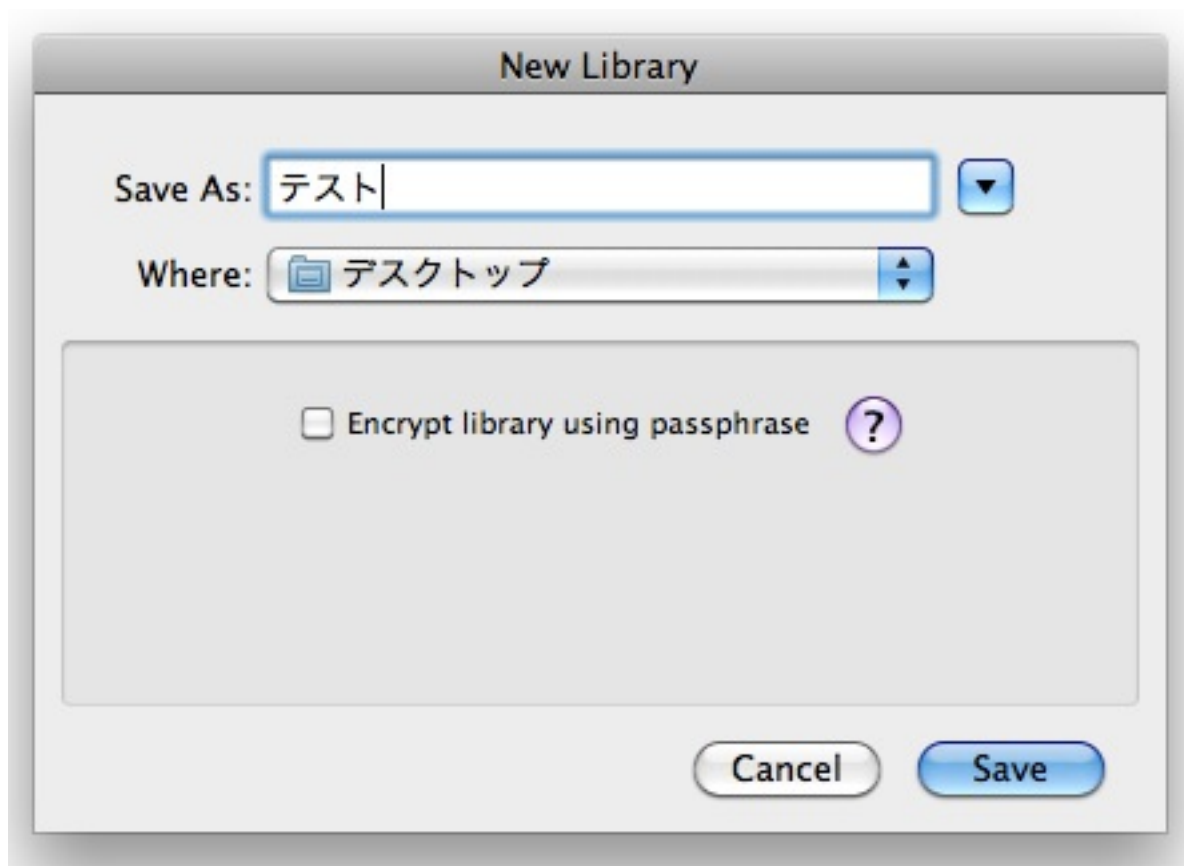 New Library
Save As: テスト
Where: デスクトップ
Encrypt library using passphrase ?
Cancel Save